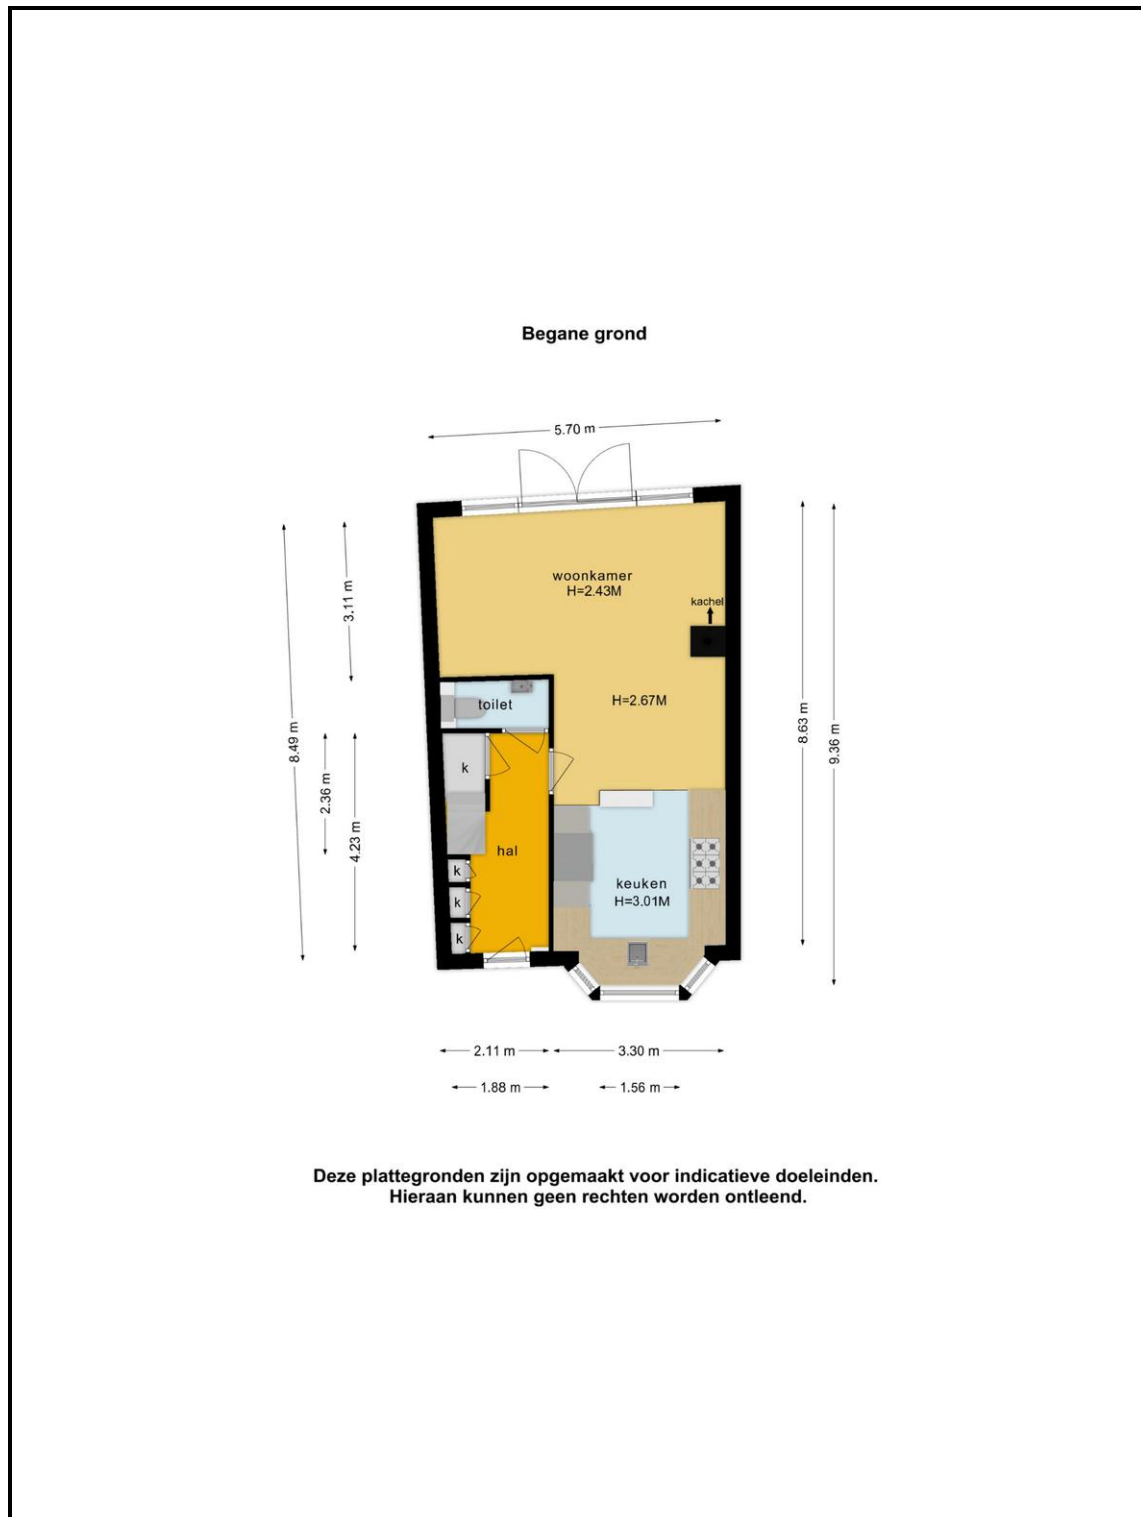 Begane grond
5.70 m
woonkamer
H=2.43M
kachel
3.11 m
H=2.67M
toilet
8.49 m
8.63 m
9.36 m
k
2.36 m
4.23 m
hal
k
keuken
H=3.01M
k
k
2.11 m
3.30 m
1.88 m
1.56 m
Deze plattegronden zijn opgemaakt voor indicatieve doeleinden.
Hieraan kunnen geen rechten worden ontleend.